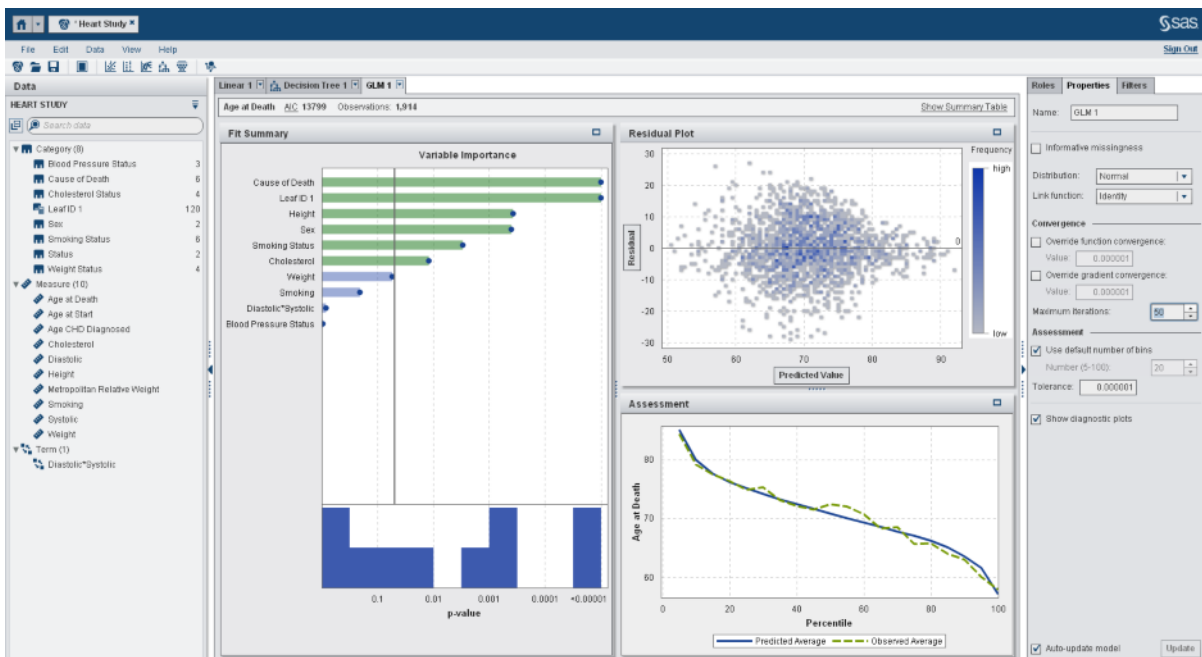 * Heart Study
sas
File Edit Data View Help
Sign Out
Data
HEART STUDY
Search data
Category (8)
Blood Pressure Status 3
Cause of Death 6
Cholesterol Status 4
Leaf ID 1 128
Sex 2
Smoking Status 6
Status 2
Weight Status 4
Measure (10)
Age at Death
Age at Start
Age CHD Diagnosed
Cholesterol
Diastolic
Height
Metropolitan Relative Weight
Smoking
Systolic
Weight
Term (1)
Diastolic*Systolic
Linear 1 Decision Tree 1 GLM 1
Age at Death AIC 13799 Observations: 1,914 Show Summary Table
Fit Summary
Variable Importance
Cause of Death
Leaf ID 1
Height
Sex
Smoking Status
Cholesterol
Weight
Smoking
Diastolic*Systolic
Blood Pressure Status
0.1 0.01 0.001 0.0001 <0.00001
p-value
Residual Plot
Frequency
high
low
30
20
10
0
-10
-20
-30
0
Residual
50 60 70 80 90
Predicted Value
Assessment
80
70
60
Age at Death
0 20 40 60 80 100
Percentile
Predicted Average Observed Average
Roles Properties Filters
Name: GLM 1
Informative missingness
Distribution: Normal
Link function: Identity
Convergence
Override function convergence:
Value: 0.000001
Override gradient convergence:
Value: 0.000001
Maximum iterations: 50
Assessment
Use default number of bins
Number (5-100): 20
Tolerance: 0.000001
Show diagnostic plots
Auto-update model Update